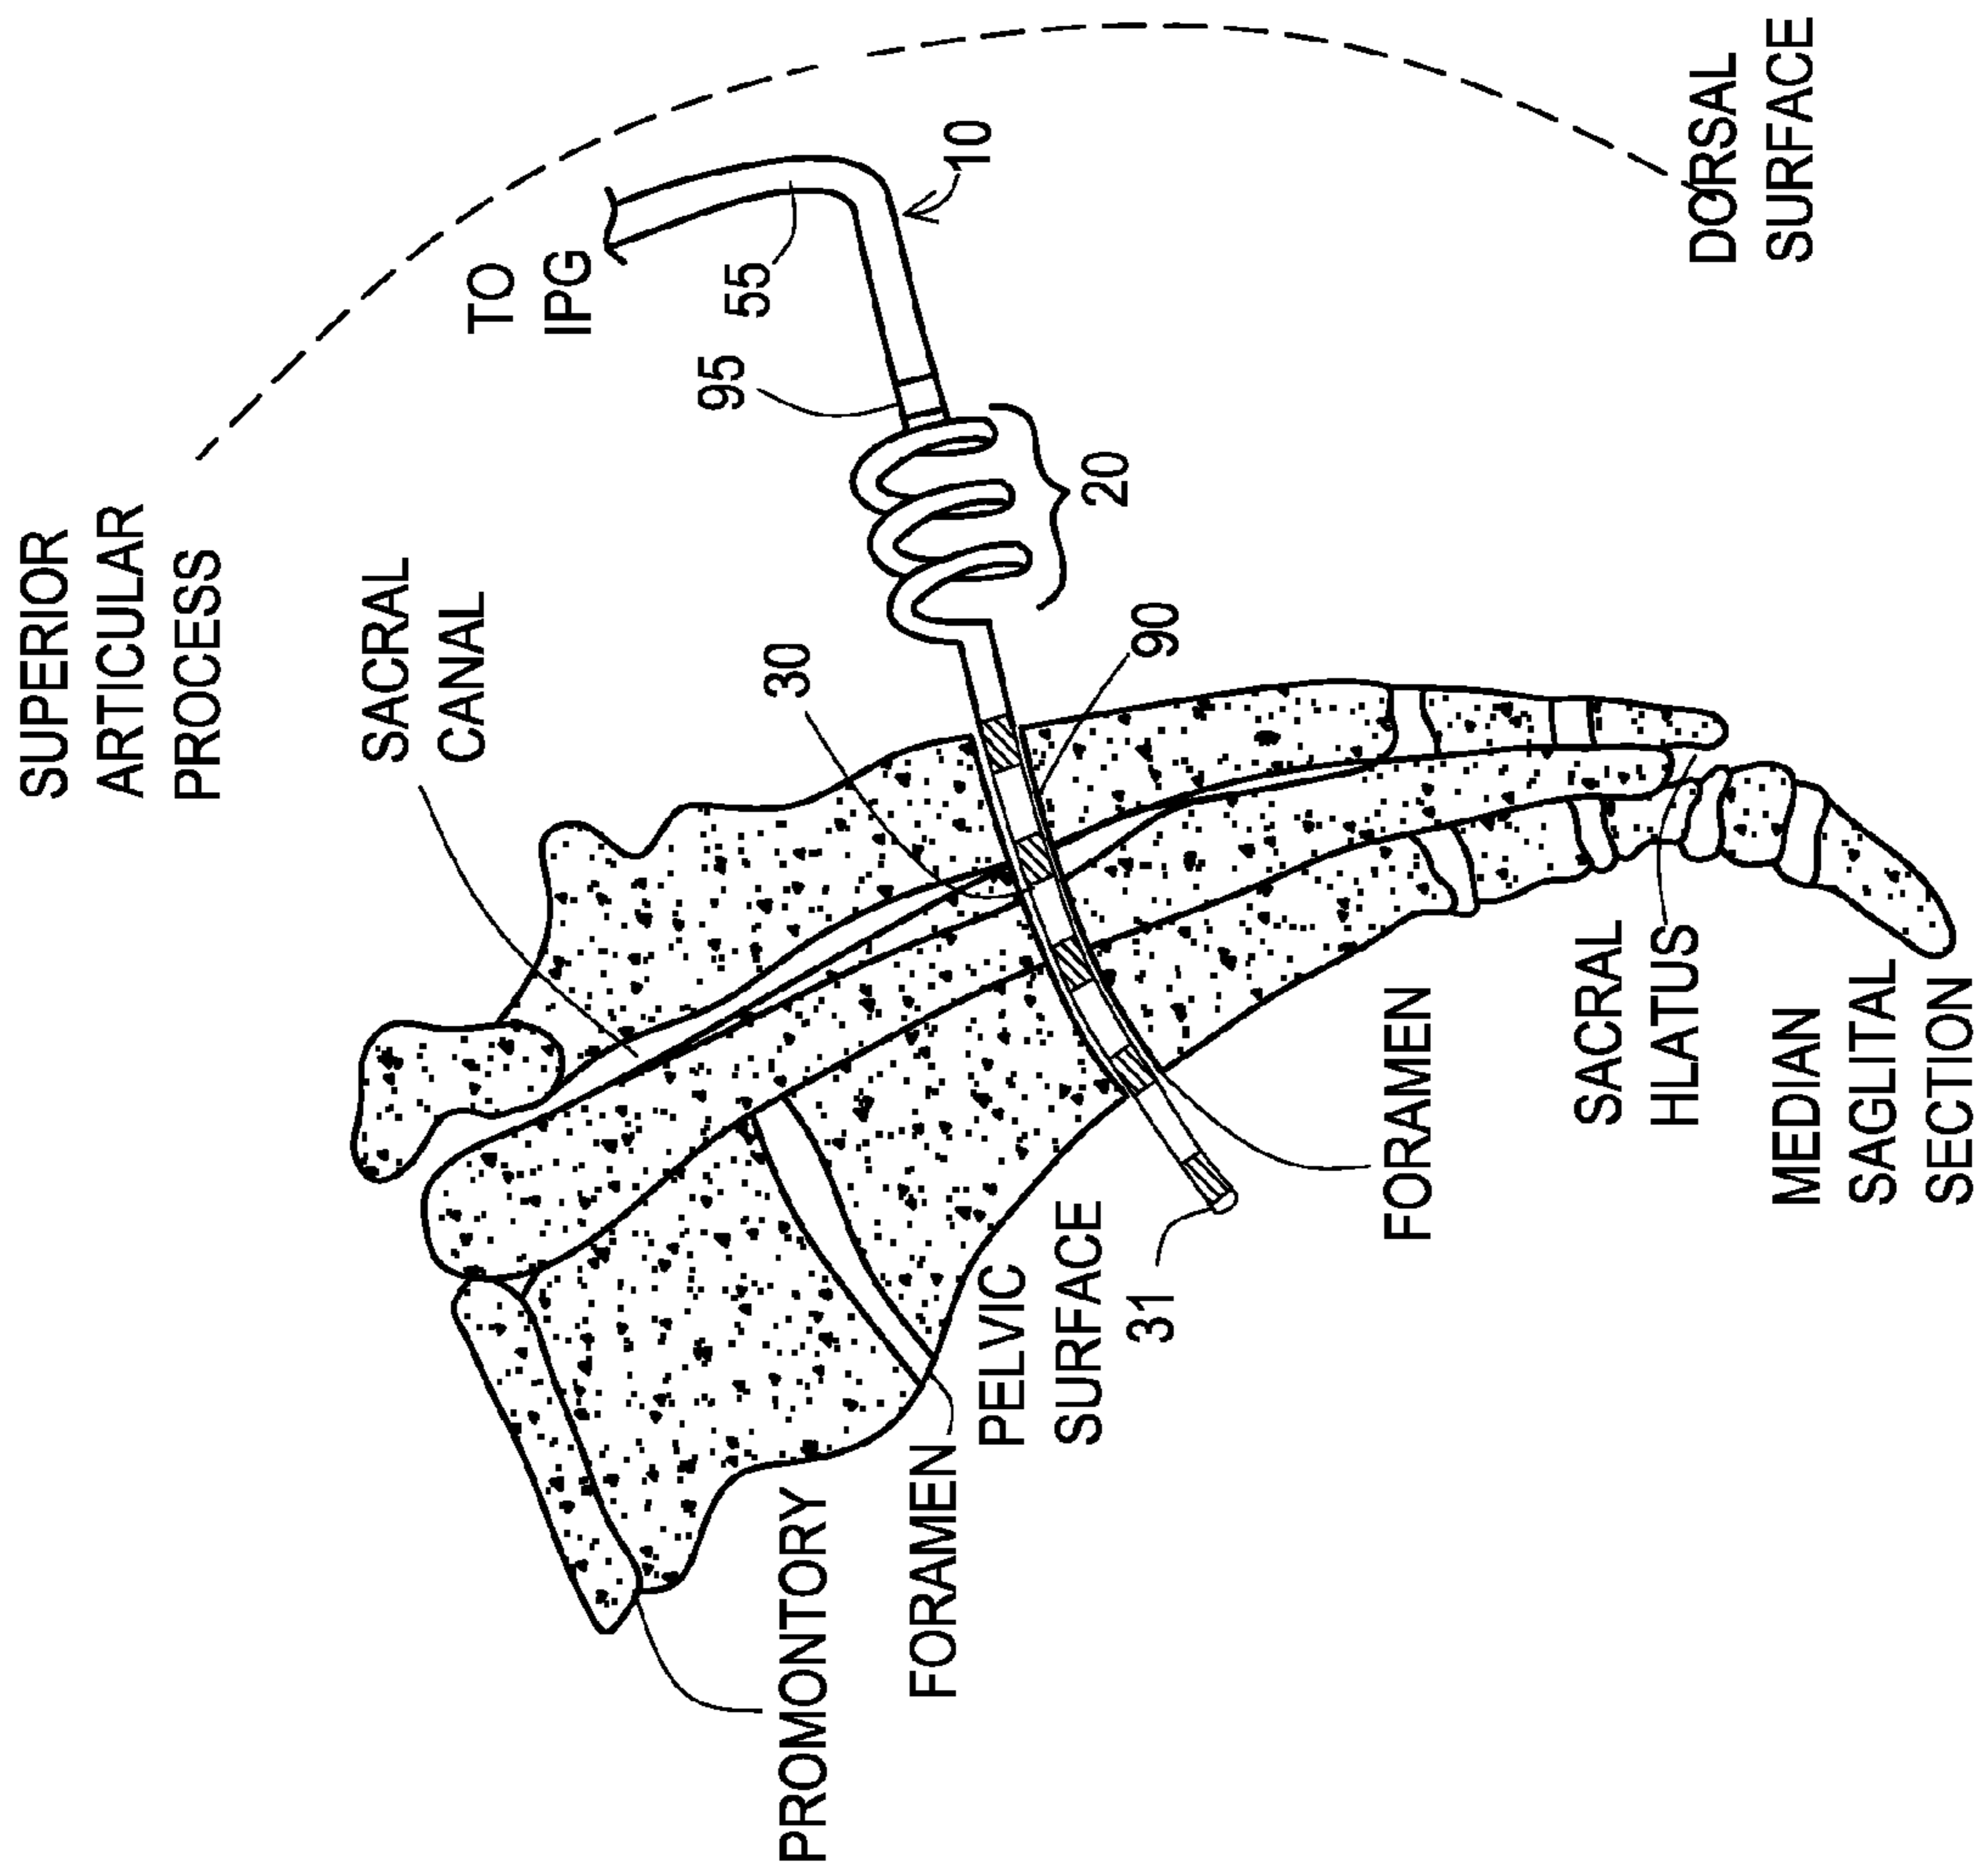 SUPERIOR
ARTICULAR
PROCESS
SACRAL
CANAL
TO
IPG
55
95
10
20
30
90
DORSAL
SURFACE
PROMONTORY
FORAMEN
PELVIC
SURFACE
31
FORAMEN
SACRAL
HLATUS
MEDIAN
SAGLITAL
SECTION